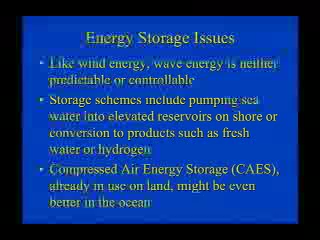 Energy Storage Issues
• Like wind energy, wave energy is neither
predictable or controllable
• Storage schemes include pumping sea
water into elevated reservoirs on shore or
conversion to products such as fresh
water or hydrogen
• Compressed Air Energy Storage (CAES),
already in use on land, might be even
better in the ocean